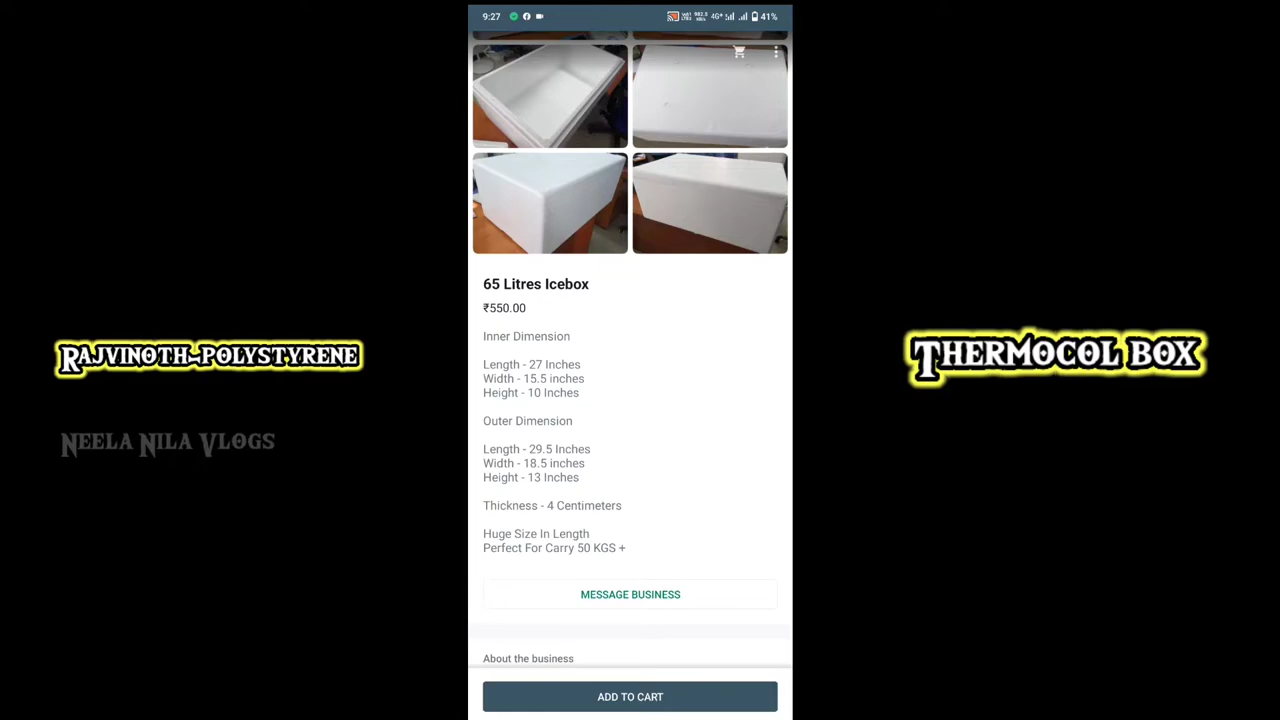 9:27
4G+
41%
65 Litres Icebox
₹550.00
Inner Dimension
Length - 27 Inches
Width - 15.5 inches
Height - 10 Inches
Outer Dimension
Length - 29.5 Inches
Width - 18.5 inches
Height - 13 Inches
Thickness - 4 Centimeters
Huge Size In Length
Perfect For Carry 50 KGS +
MESSAGE BUSINESS
About the business
ADD TO CART
Rajvinoth-polystyrene
Neela Nila Vlogs
Thermocol box